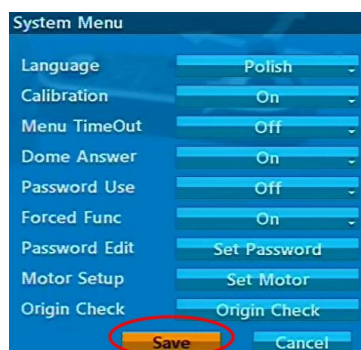 System Menu
Language Polish
Calibration On
Menu TimeOut Off
Dome Answer On
Password Use Off
Forced Func On
Password Edit Set Password
Motor Setup Set Motor
Origin Check Origin Check
Save Cancel